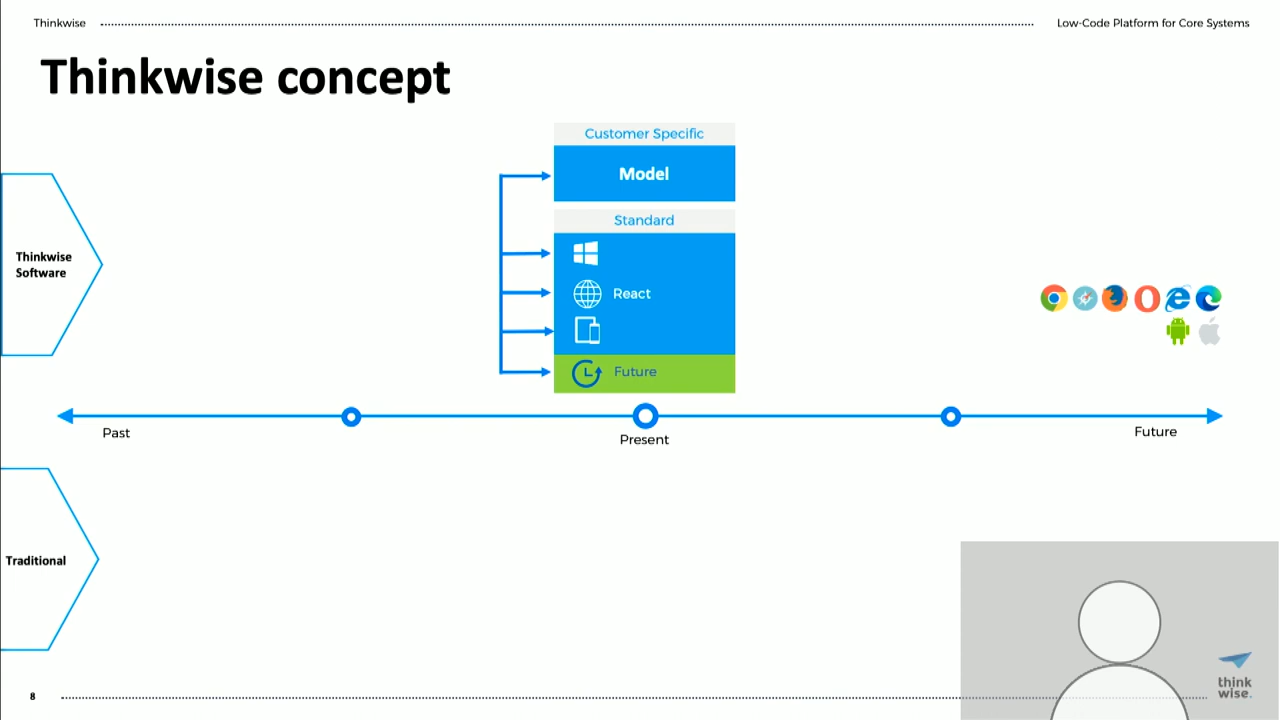 Thinkwise
Low-Code Platform for Core Systems
Thinkwise concept
Customer Specific
Model
Standard
React
Future
Thinkwise
Software
Past
Present
Future
Traditional
8
think
wise.